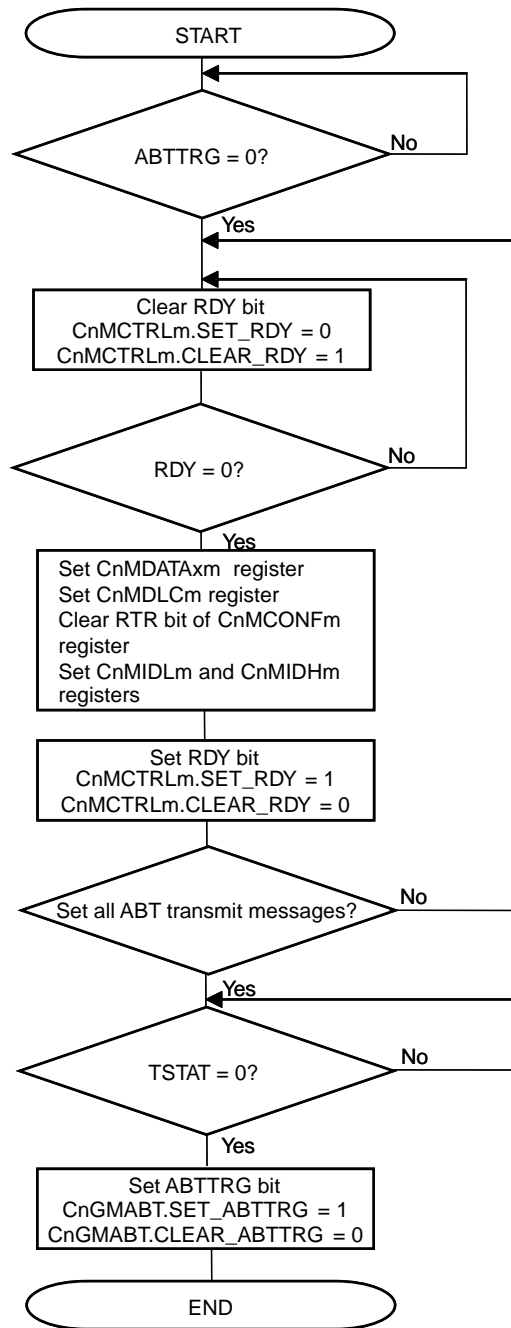 START
ABTTRG = 0?
No
Yes
Clear RDY bit
CnMCTRLm.SET_RDY = 0
CnMCTRLm.CLEAR_RDY = 1
RDY = 0?
No
Yes
Set CnMDATAxm register
Set CnMDLCm register
Clear RTR bit of CnMCONFm
register
Set CnMIDLm and CnMIDHm
registers
Set RDY bit
CnMCTRLm.SET_RDY = 1
CnMCTRLm.CLEAR_RDY = 0
Set all ABT transmit messages?
No
Yes
TSTAT = 0?
No
Yes
Set ABTTRG bit
CnGMABT.SET_ABTTRG = 1
CnGMABT.CLEAR_ABTTRG = 0
END